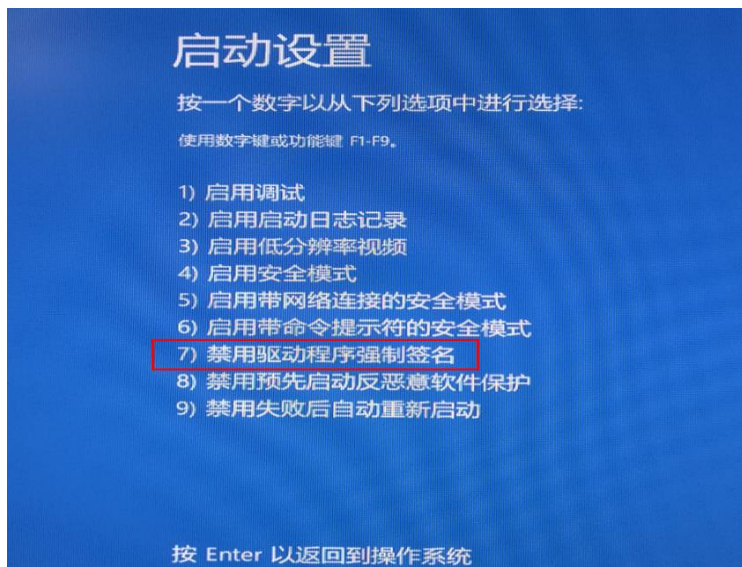 启动设置
按一个数字以从下列选项中进行选择:
使用数字键或功能键 F1-F9。
1) 启用调试
2) 启用启动日志记录
3) 启用低分辨率视频
4) 启用安全模式
5) 启用带网络连接的安全模式
6) 启用带命令提示符的安全模式
7) 禁用驱动程序强制签名
8) 禁用预先启动反恶意软件保护
9) 禁用失败后自动重新启动
按 Enter 以返回到操作系统